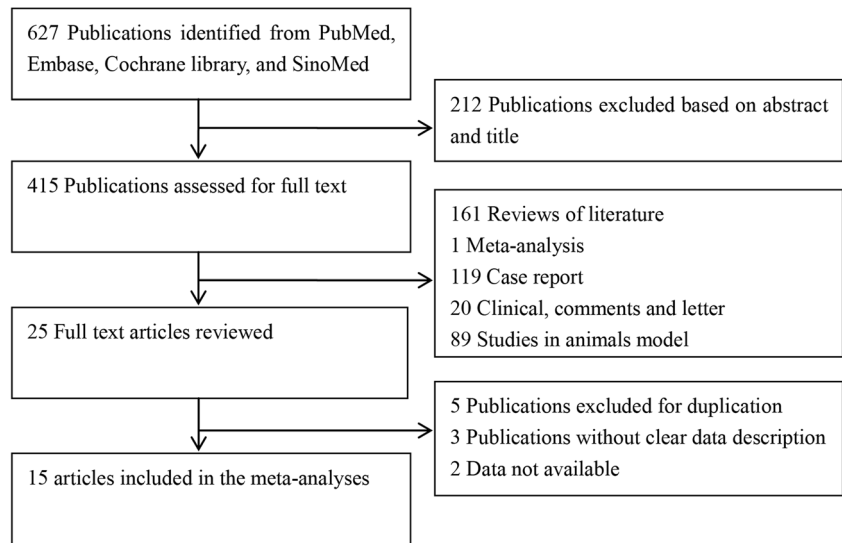 627 Publications identified from PubMed,
Embase, Cochrane library, and SinoMed
212 Publications excluded based on abstract
and title
415 Publications assessed for full text
161 Reviews of literature
1 Meta-analysis
119 Case report
20 Clinical, comments and letter
89 Studies in animals model
25 Full text articles reviewed
5 Publications excluded for duplication
3 Publications without clear data description
2 Data not available
15 articles included in the meta-analyses